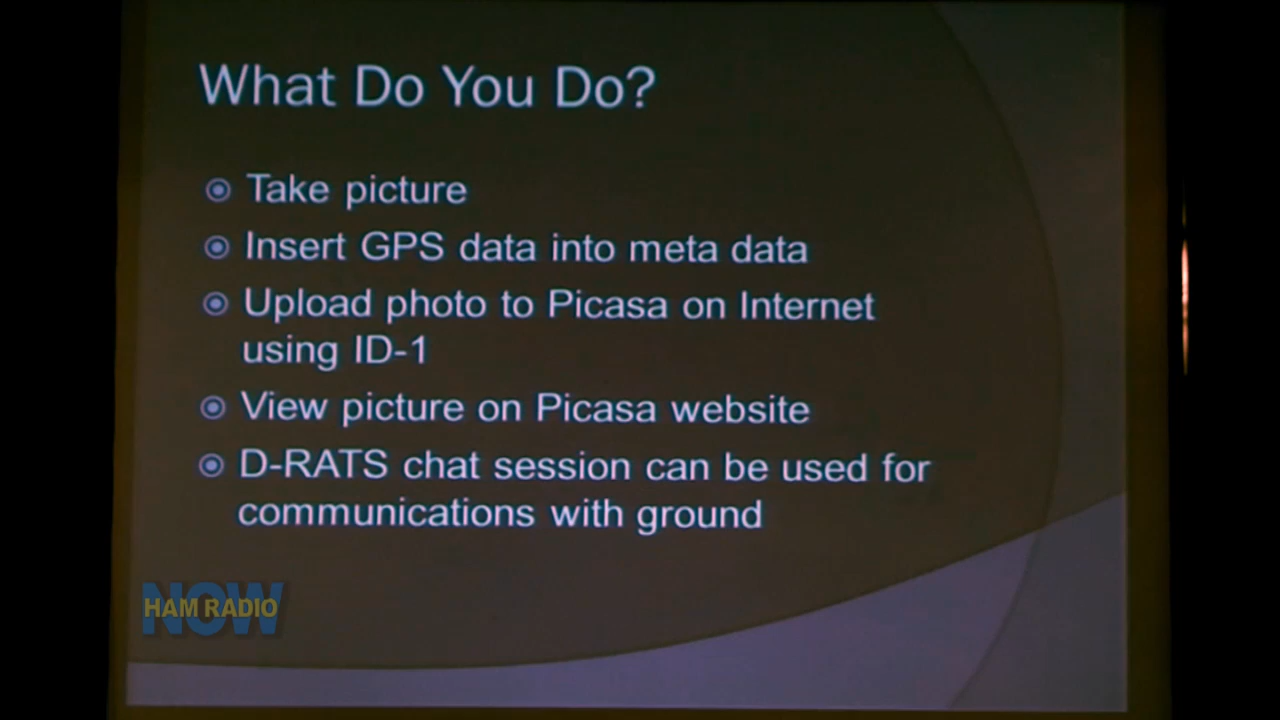 What Do You Do?
Take picture
Insert GPS data into meta data
Upload photo to Picasa on Internet
using ID-1
View picture on Picasa website
D-RATS chat session can be used for
communications with ground
NOW
HAM RADIO